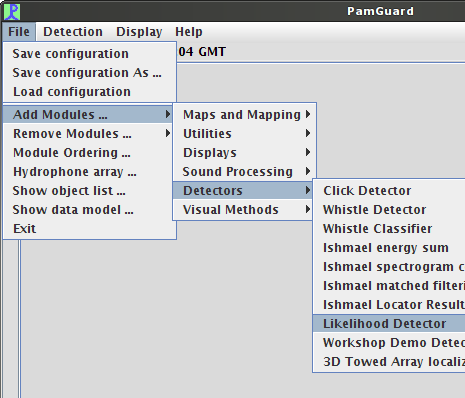 PamGuard
File Detection Display Help
04 GMT
Save configuration
Save configuration As ...
Load configuration
Add Modules ...
Remove Modules ...
Module Ordering ...
Hydrophone array ...
Show object list ...
Show data model ...
Exit
Maps and Mapping
Utilities
Displays
Sound Processing
Detectors
Visual Methods
Click Detector
Whistle Detector
Whistle Classifier
Ishmael energy sum
Ishmael spectrogram c
Ishmael matched filteri
Ishmael Locator Result
Likelihood Detector
Workshop Demo Detec
3D Towed Array localiz